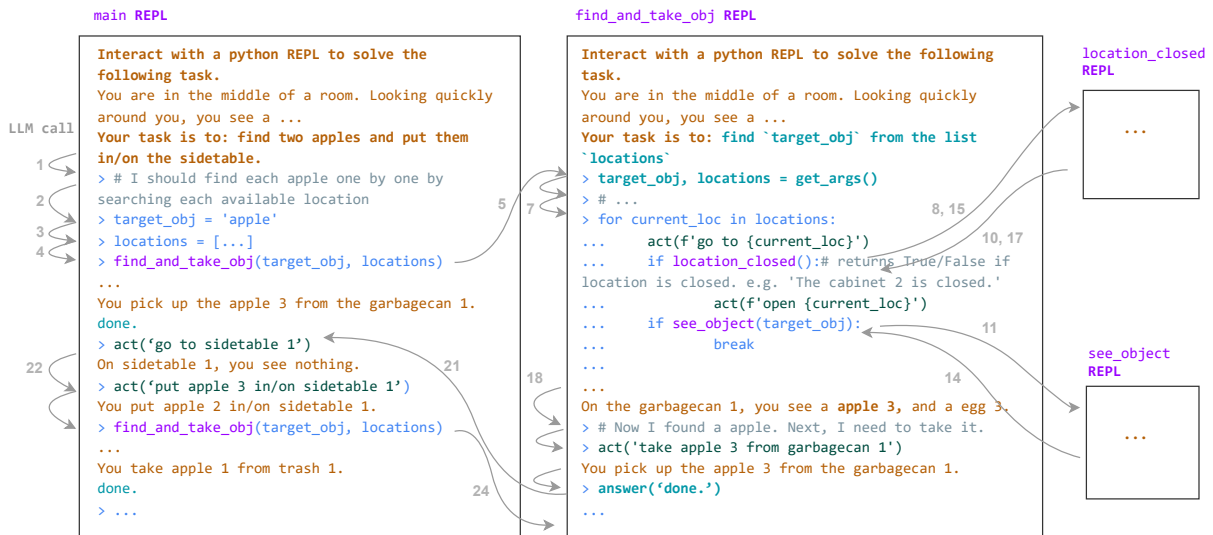 main REPL
Interact with a python REPL to solve the
following task.
You are in the middle of a room. Looking quickly
around you, you see a ...
Your task is to: find two apples and put them
in/on the sidetable.
> # I should find each apple one by one by
searching each available location
> target_obj = 'apple'
> locations = [...]
> find_and_take_obj(target_obj, locations)
...
You pick up the apple 3 from the garbagecan 1.
done.
> act(‘go to sidetable 1’)
On sidetable 1, you see nothing.
> act(‘put apple 3 in/on sidetable 1’)
You put apple 2 in/on sidetable 1.
> find_and_take_obj(target_obj, locations)
...
You take apple 1 from trash 1.
done.
> ...
LLM call
1
2
3
4
22
5
21
24
find_and_take_obj REPL
Interact with a python REPL to solve the following
task.
You are in the middle of a room. Looking quickly
around you, you see a ...
Your task is to: find `target_obj` from the list
`locations`
> target_obj, locations = get_args()
> # ...
> for current_loc in locations:
... act(f'go to {current_loc}')
... if location_closed():# returns True/False if
location is closed. e.g. 'The cabinet 2 is closed.'
... act(f'open {current_loc}')
... if see_object(target_obj):
... break
...
...
On the garbagecan 1, you see a apple 3, and a egg 3.
> # Now I found a apple. Next, I need to take it.
> act('take apple 3 from garbagecan 1')
You pick up the apple 3 from the garbagecan 1.
> answer(‘done.’)
...
7
18
8, 15
10, 17
11
14
location_closed
REPL
...
see_object
REPL
...